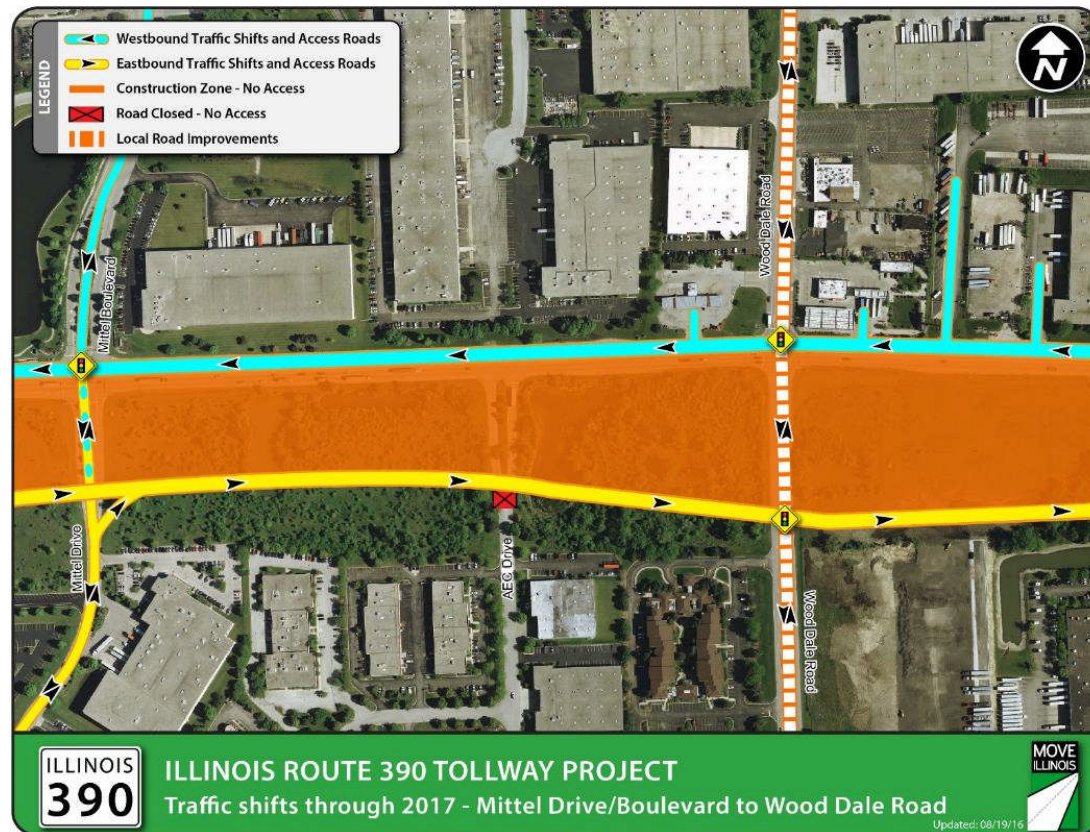 LEGEND
Westbound Traffic Shifts and Access Roads
Eastbound Traffic Shifts and Access Roads
Construction Zone - No Access
Road Closed - No Access
Local Road Improvements
N
Wood Dale Road
Mittel Boulevard
Mittel Drive
AEC Drive
Wood Dale Road
ILLINOIS
390
ILLINOIS ROUTE 390 TOLLWAY PROJECT
Traffic shifts through 2017 - Mittel Drive/Boulevard to Wood Dale Road
Updated: 08/19/16
MOVE
ILLINOIS